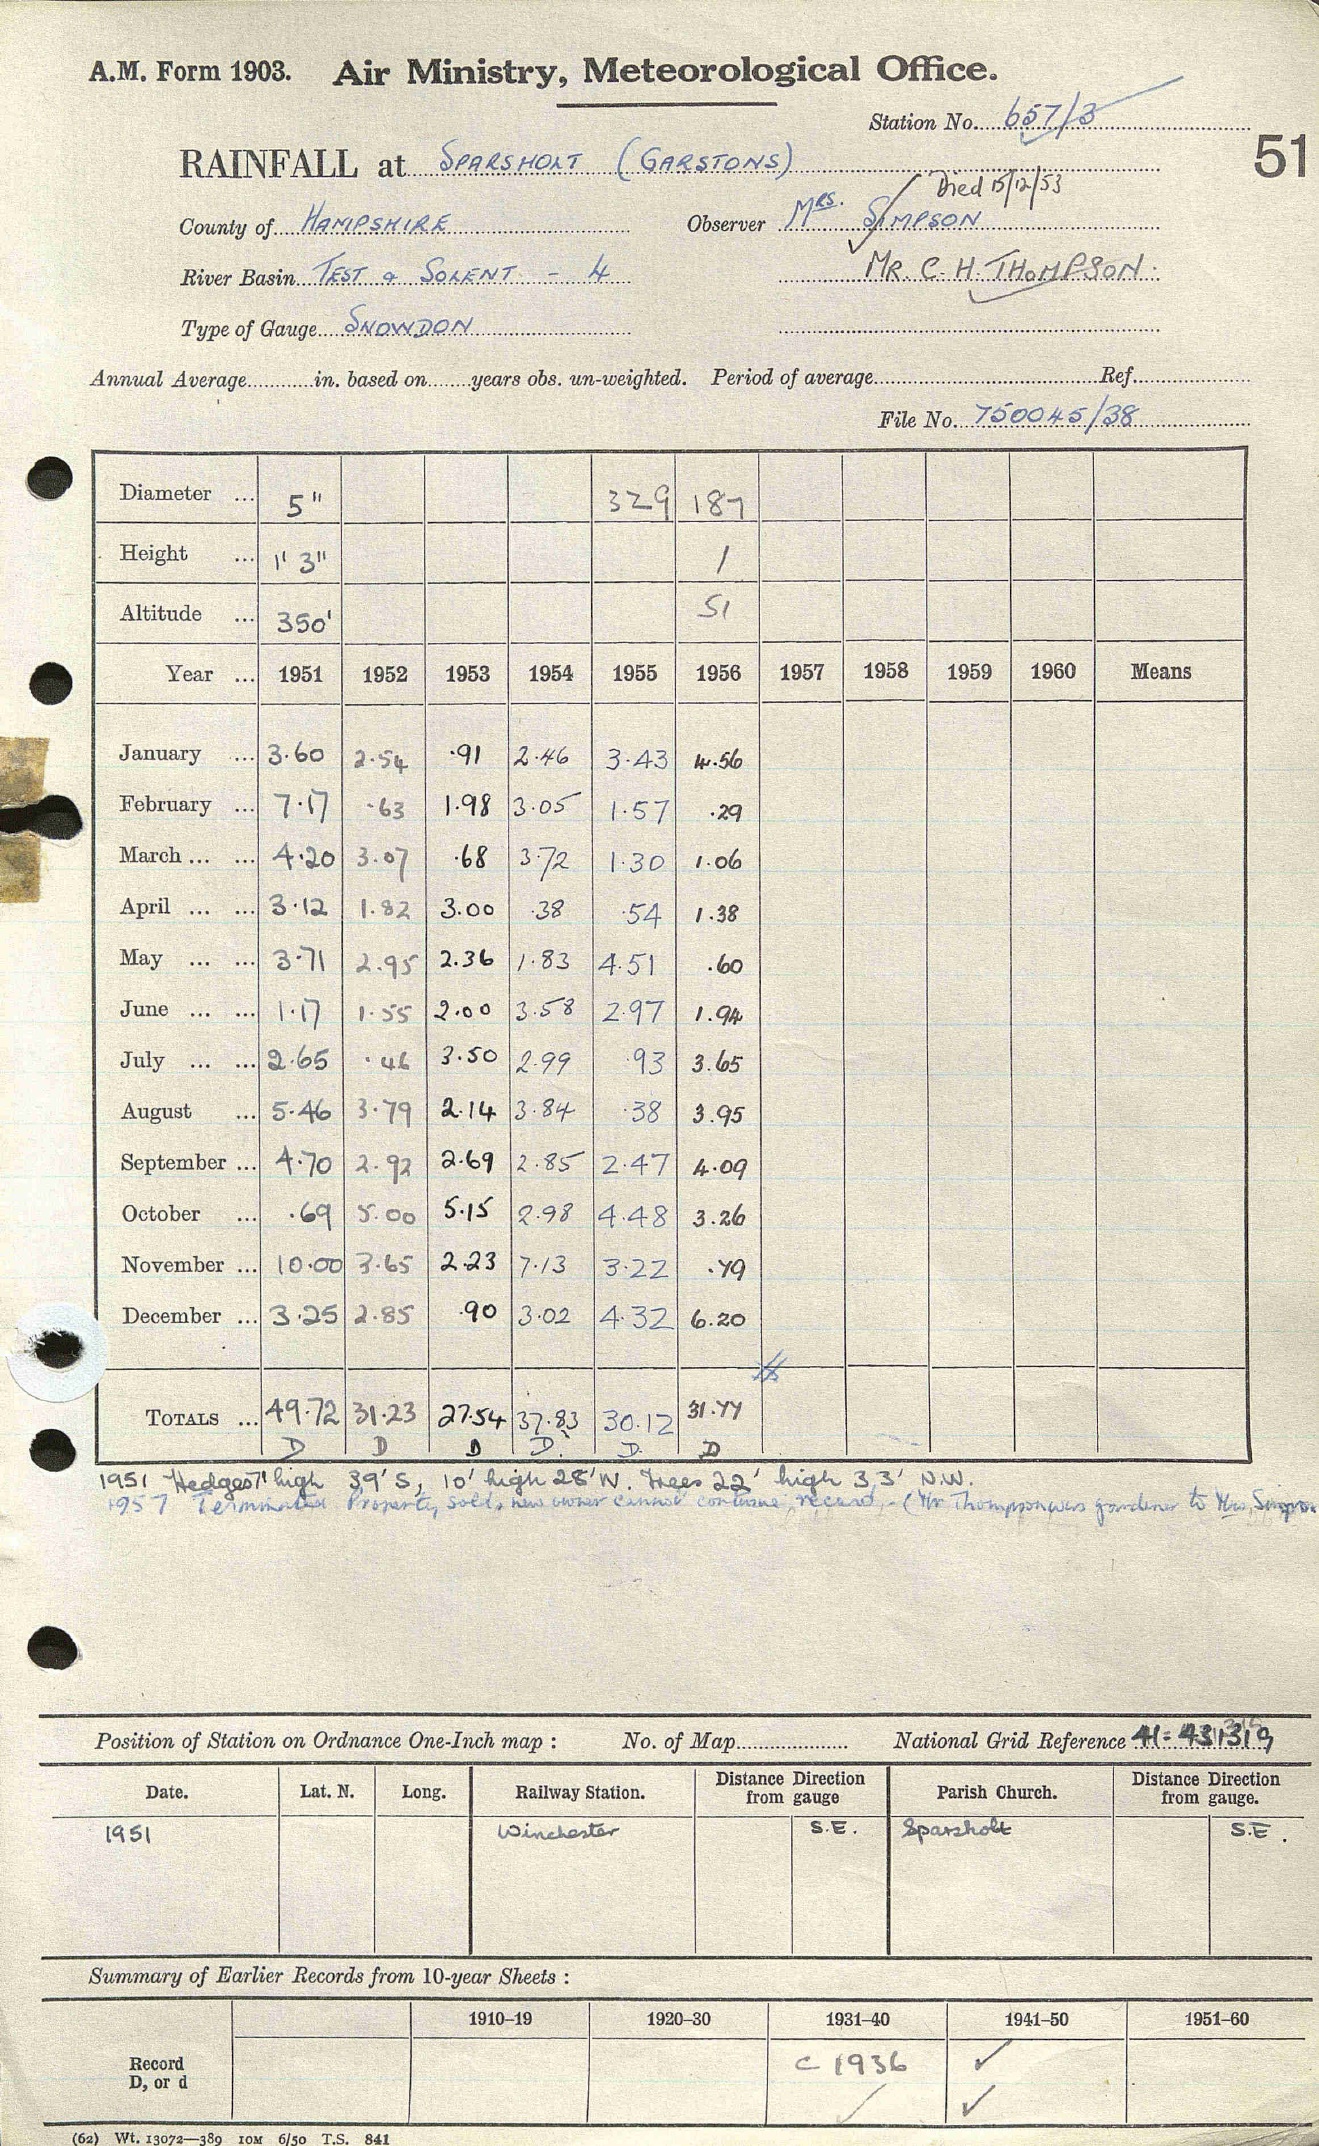 A.M. Form 1903. Air Ministry, Meteorological Office.
Station No. 657/3
51
RAINFALL at SPARSHOLT (GARSTONS)
Died 15/12/53
County of HAMPSHIRE Observer MRS. SIMPSON
River Basin TEST & SOLENT - 4 MR. C. H. THOMPSON.
Type of Gauge SNOWDON
Annual Average in. based on years obs. un-weighted. Period of average Ref.
File No. 750045/38
Diameter ... 5" 329 187
Height ... 1' 3" 1
Altitude ... 350' 51
Year ... 1951 1952 1953 1954 1955 1956 1957 1958 1959 1960 Means
January ... 3.60 2.54 .91 2.46 3.43 4.56
February ... 7.17 .63 1.98 3.05 1.57 .29
March ... ... 4.20 3.07 .68 3.72 1.30 1.06
April ... ... 3.12 1.82 3.00 .38 .54 1.38
May ... ... 3.71 2.95 2.36 1.83 4.51 .60
June ... ... 1.17 1.55 2.00 3.58 2.97 1.94
July ... ... 2.65 .46 3.50 2.99 .93 3.65
August ... 5.46 3.79 2.14 3.84 .38 3.95
September ... 4.70 2.92 2.69 2.85 2.47 4.09
October ... .69 5.00 5.15 2.98 4.48 3.26
November ... 10.00 3.65 2.23 7.13 3.22 .79
December ... 3.25 2.85 .90 3.02 4.32 6.20
TOTALS ... 49.72 31.23 27.54 37.83 30.12 31.77
D D D D D D
1951 Hedges 7' high 39' S, 10' high 28' W. Trees 22' high 33' N.W.
1957 Terminated Property sold, new owner cannot continue record, - (Mr Thompson was gardener to Mrs. Simpson
Position of Station on Ordnance One-Inch map : No. of Map National Grid Reference 41= 431319
Date. Lat. N. Long. Railway Station. Distance Direction from gauge Parish Church. Distance Direction from gauge.
1951 Winchester S.E. Sparsholt S.E.
Summary of Earlier Records from 10-year Sheets :
1910–19 1920–30 1931–40 1941–50 1951–60
Record D, or d c 1936 ✓
✓ ✓
(62) Wt. 13072—389 10M 6/50 T.S. 841